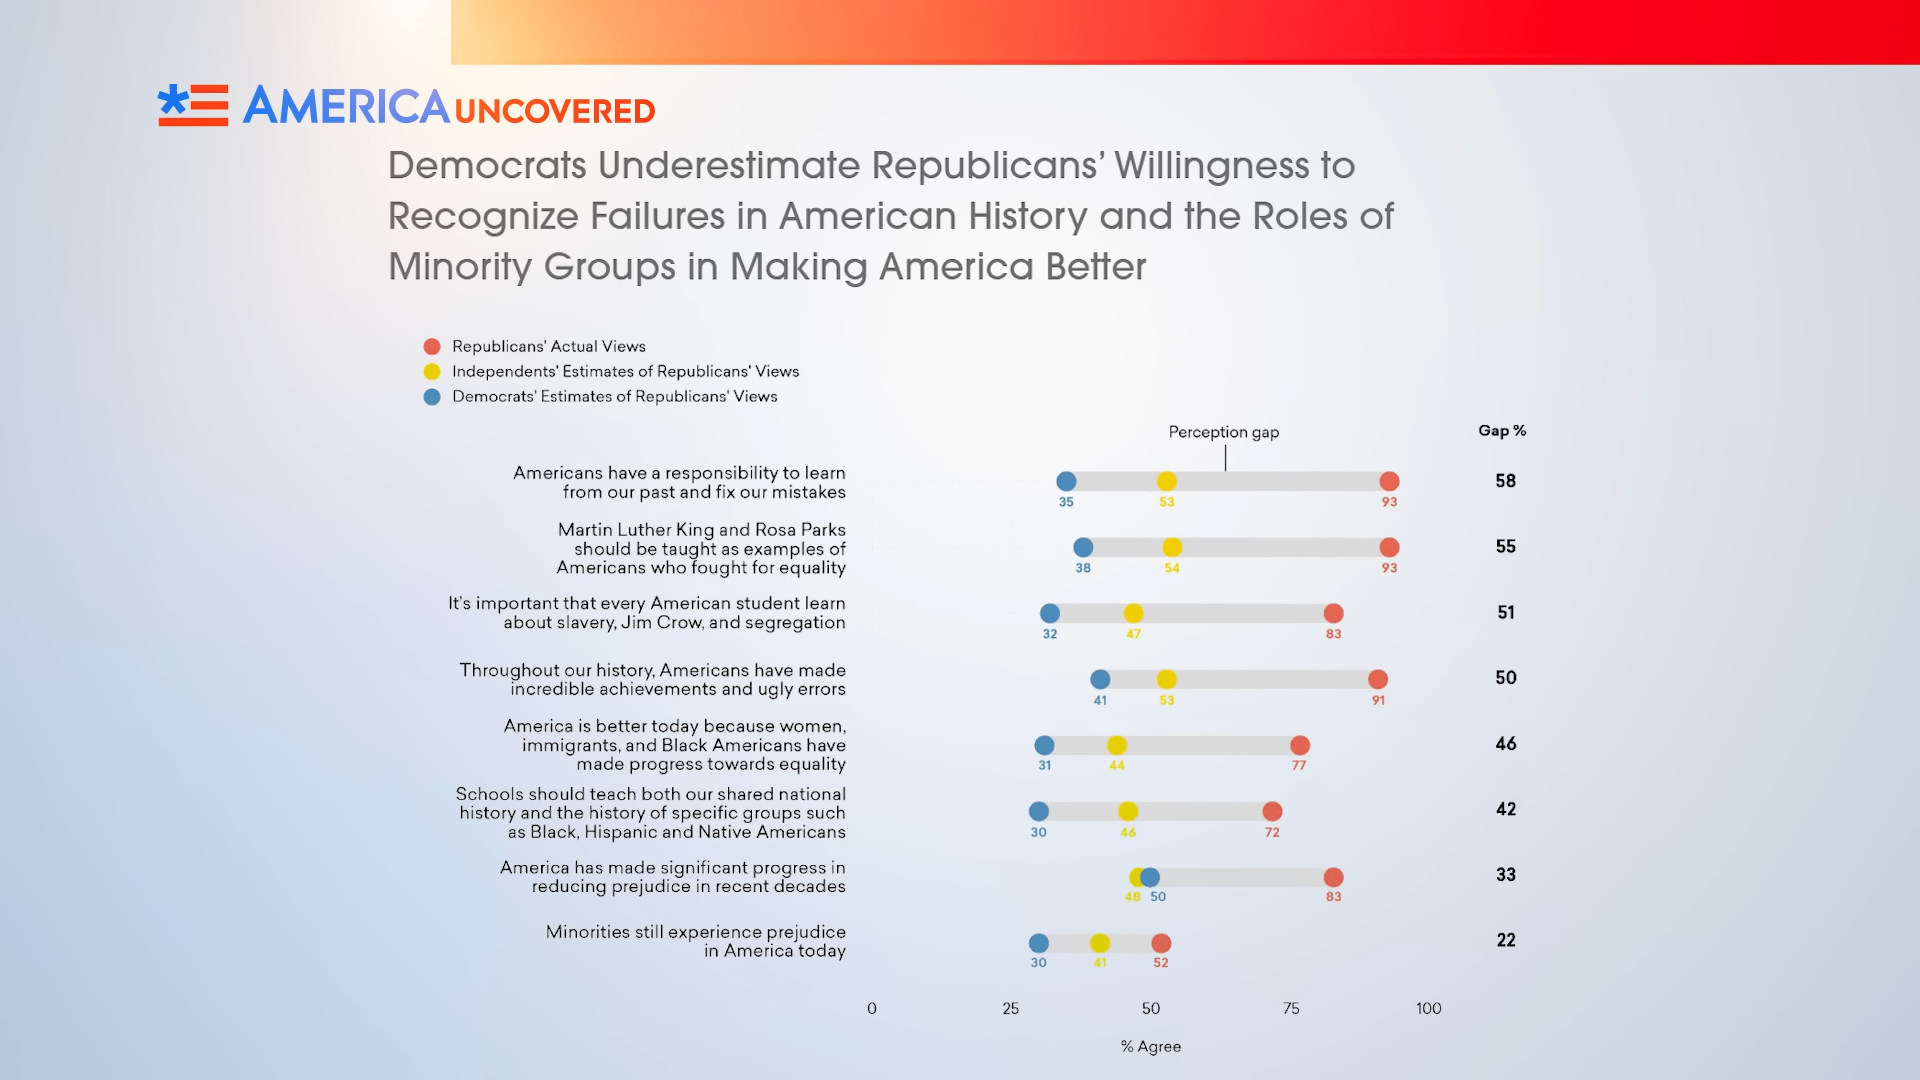 AMERICA UNCOVERED
Democrats Underestimate Republicans’ Willingness to
Recognize Failures in American History and the Roles of
Minority Groups in Making America Better
Republicans' Actual Views
Independents' Estimates of Republicans' Views
Democrats' Estimates of Republicans' Views
Perception gap
Gap %
Americans have a responsibility to learn
from our past and fix our mistakes
35 53 93
58
Martin Luther King and Rosa Parks
should be taught as examples of
Americans who fought for equality
38 54 93
55
It’s important that every American student learn
about slavery, Jim Crow, and segregation
32 47 83
51
Throughout our history, Americans have made
incredible achievements and ugly errors
41 53 91
50
America is better today because women,
immigrants, and Black Americans have
made progress towards equality
31 44 77
46
Schools should teach both our shared national
history and the history of specific groups such
as Black, Hispanic and Native Americans
30 46 72
42
America has made significant progress in
reducing prejudice in recent decades
48 50 83
33
Minorities still experience prejudice
in America today
30 41 52
22
0 25 50 75 100
% Agree